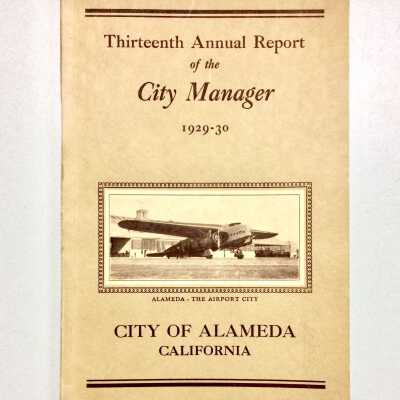 Thirteenth Annual Report
of the
City Manager
1929-30
ALAMEDA - THE AIRPORT CITY
CITY OF ALAMEDA
CALIFORNIA